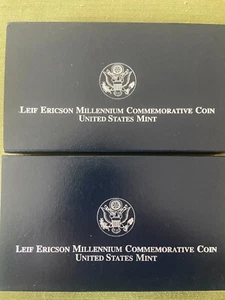 LEIF ERICSON MILLENNIUM COMMEMORATIVE COIN
UNITED STATES MINT
LEIF ERICSON MILLENNIUM COMMEMORATIVE COIN
UNITED STATES MINT